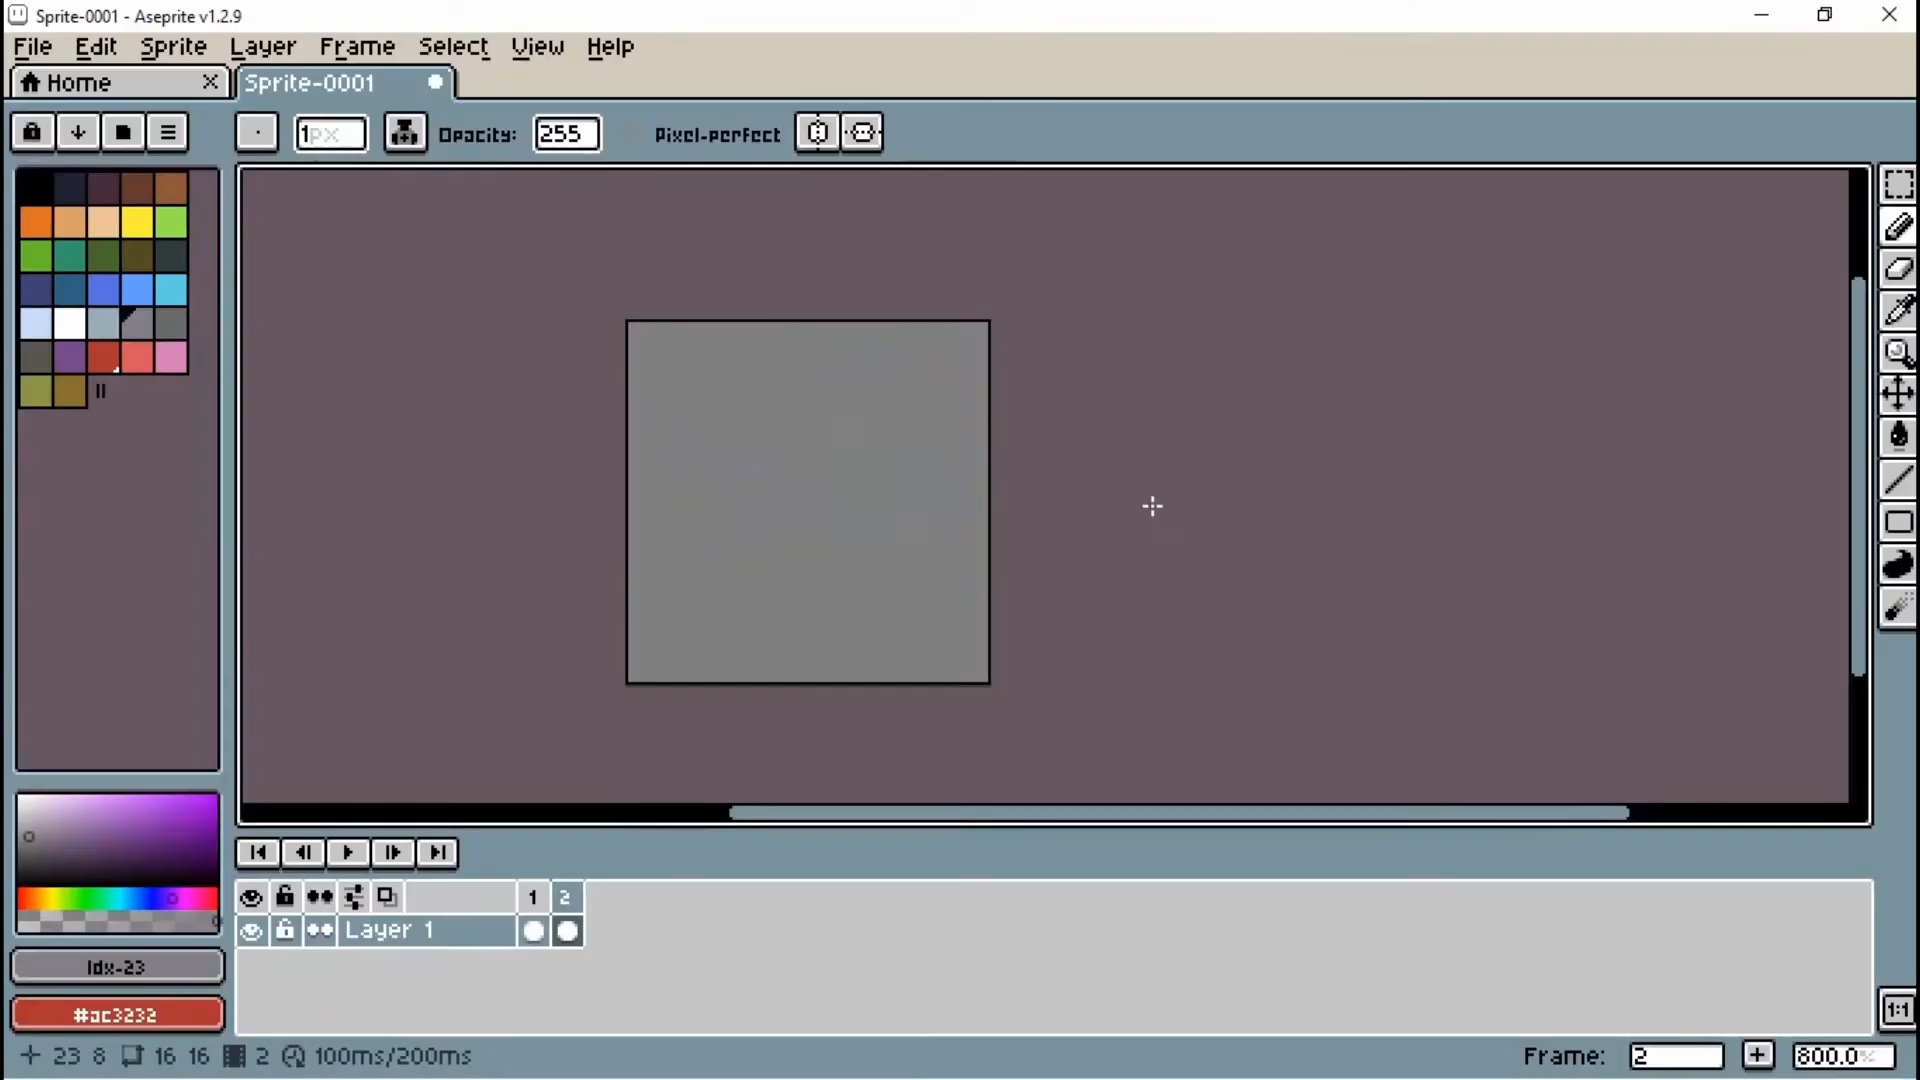 Sprite-0001 - Aseprite v1.2.9
File Edit Sprite Layer Frame Select View Help
Home Sprite-0001
1px Opacity: 255 Pixel-perfect
1 2
Layer 1
Idx-23
#ac3232
1:1
23 8 16 16 2 100ms/200ms Frame: 2 + 800.0%